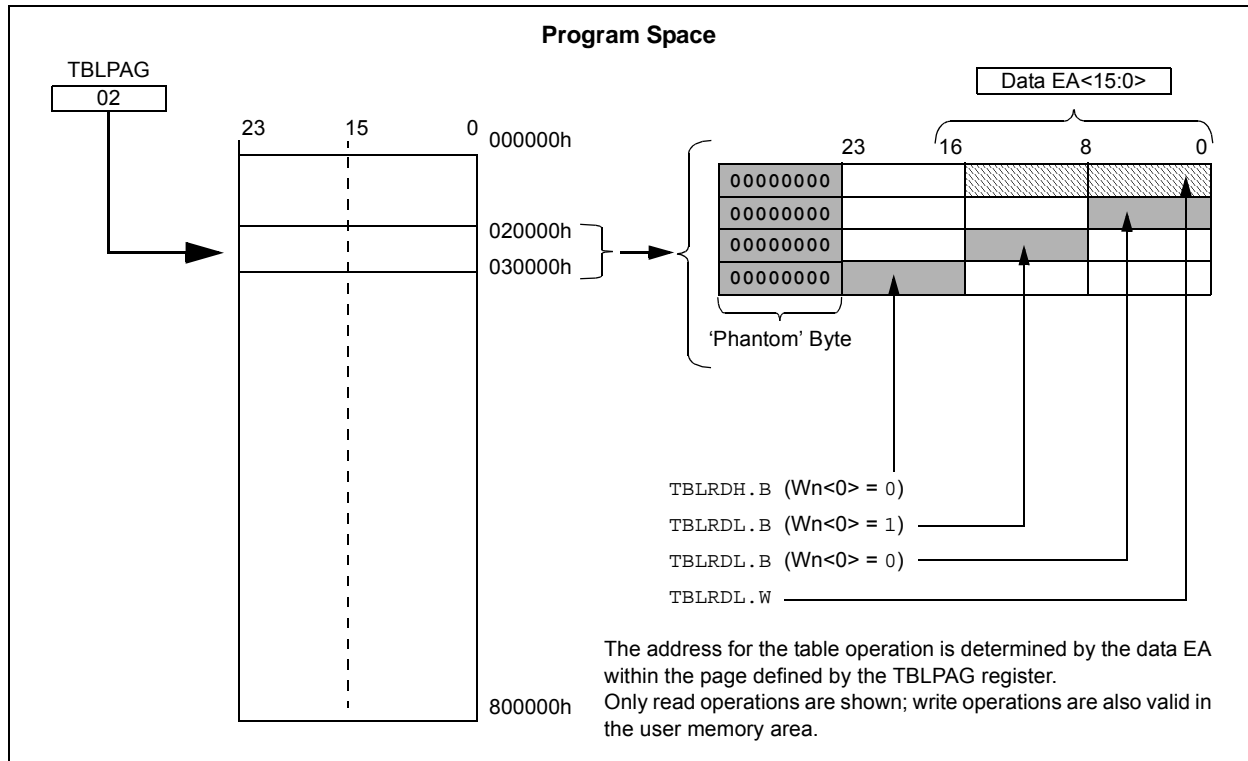 Program Space
TBLPAG
02
Data EA<15:0>
23 15 0
000000h
020000h
030000h
800000h
23 16 8 0
00000000
00000000
00000000
00000000
‘Phantom’ Byte
TBLRDH.B (Wn<0> = 0)
TBLRDL.B (Wn<0> = 1)
TBLRDL.B (Wn<0> = 0)
TBLRDL.W
The address for the table operation is determined by the data EA
within the page defined by the TBLPAG register.
Only read operations are shown; write operations are also valid in
the user memory area.